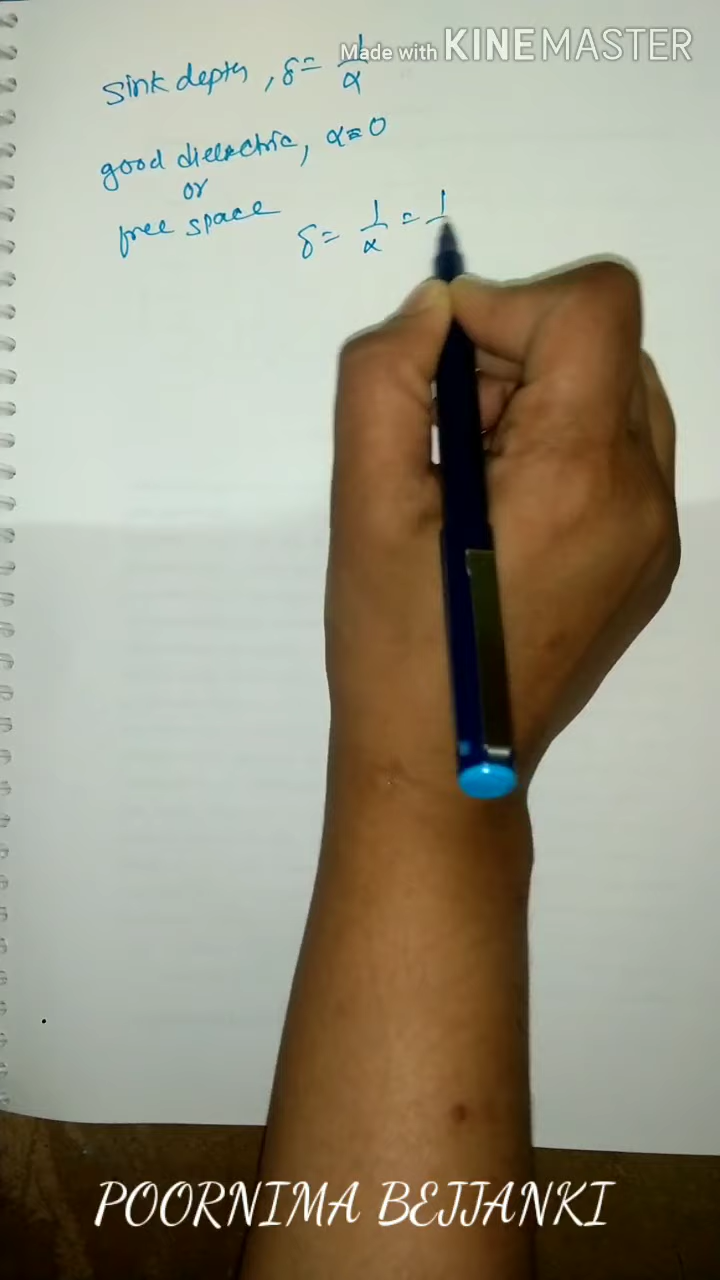 Made with KINEMASTER
Sink depth, δ = 1/α
good dielectric, α = 0
or
free space
δ = 1/α = 1
POORNIMA BEJJANKI